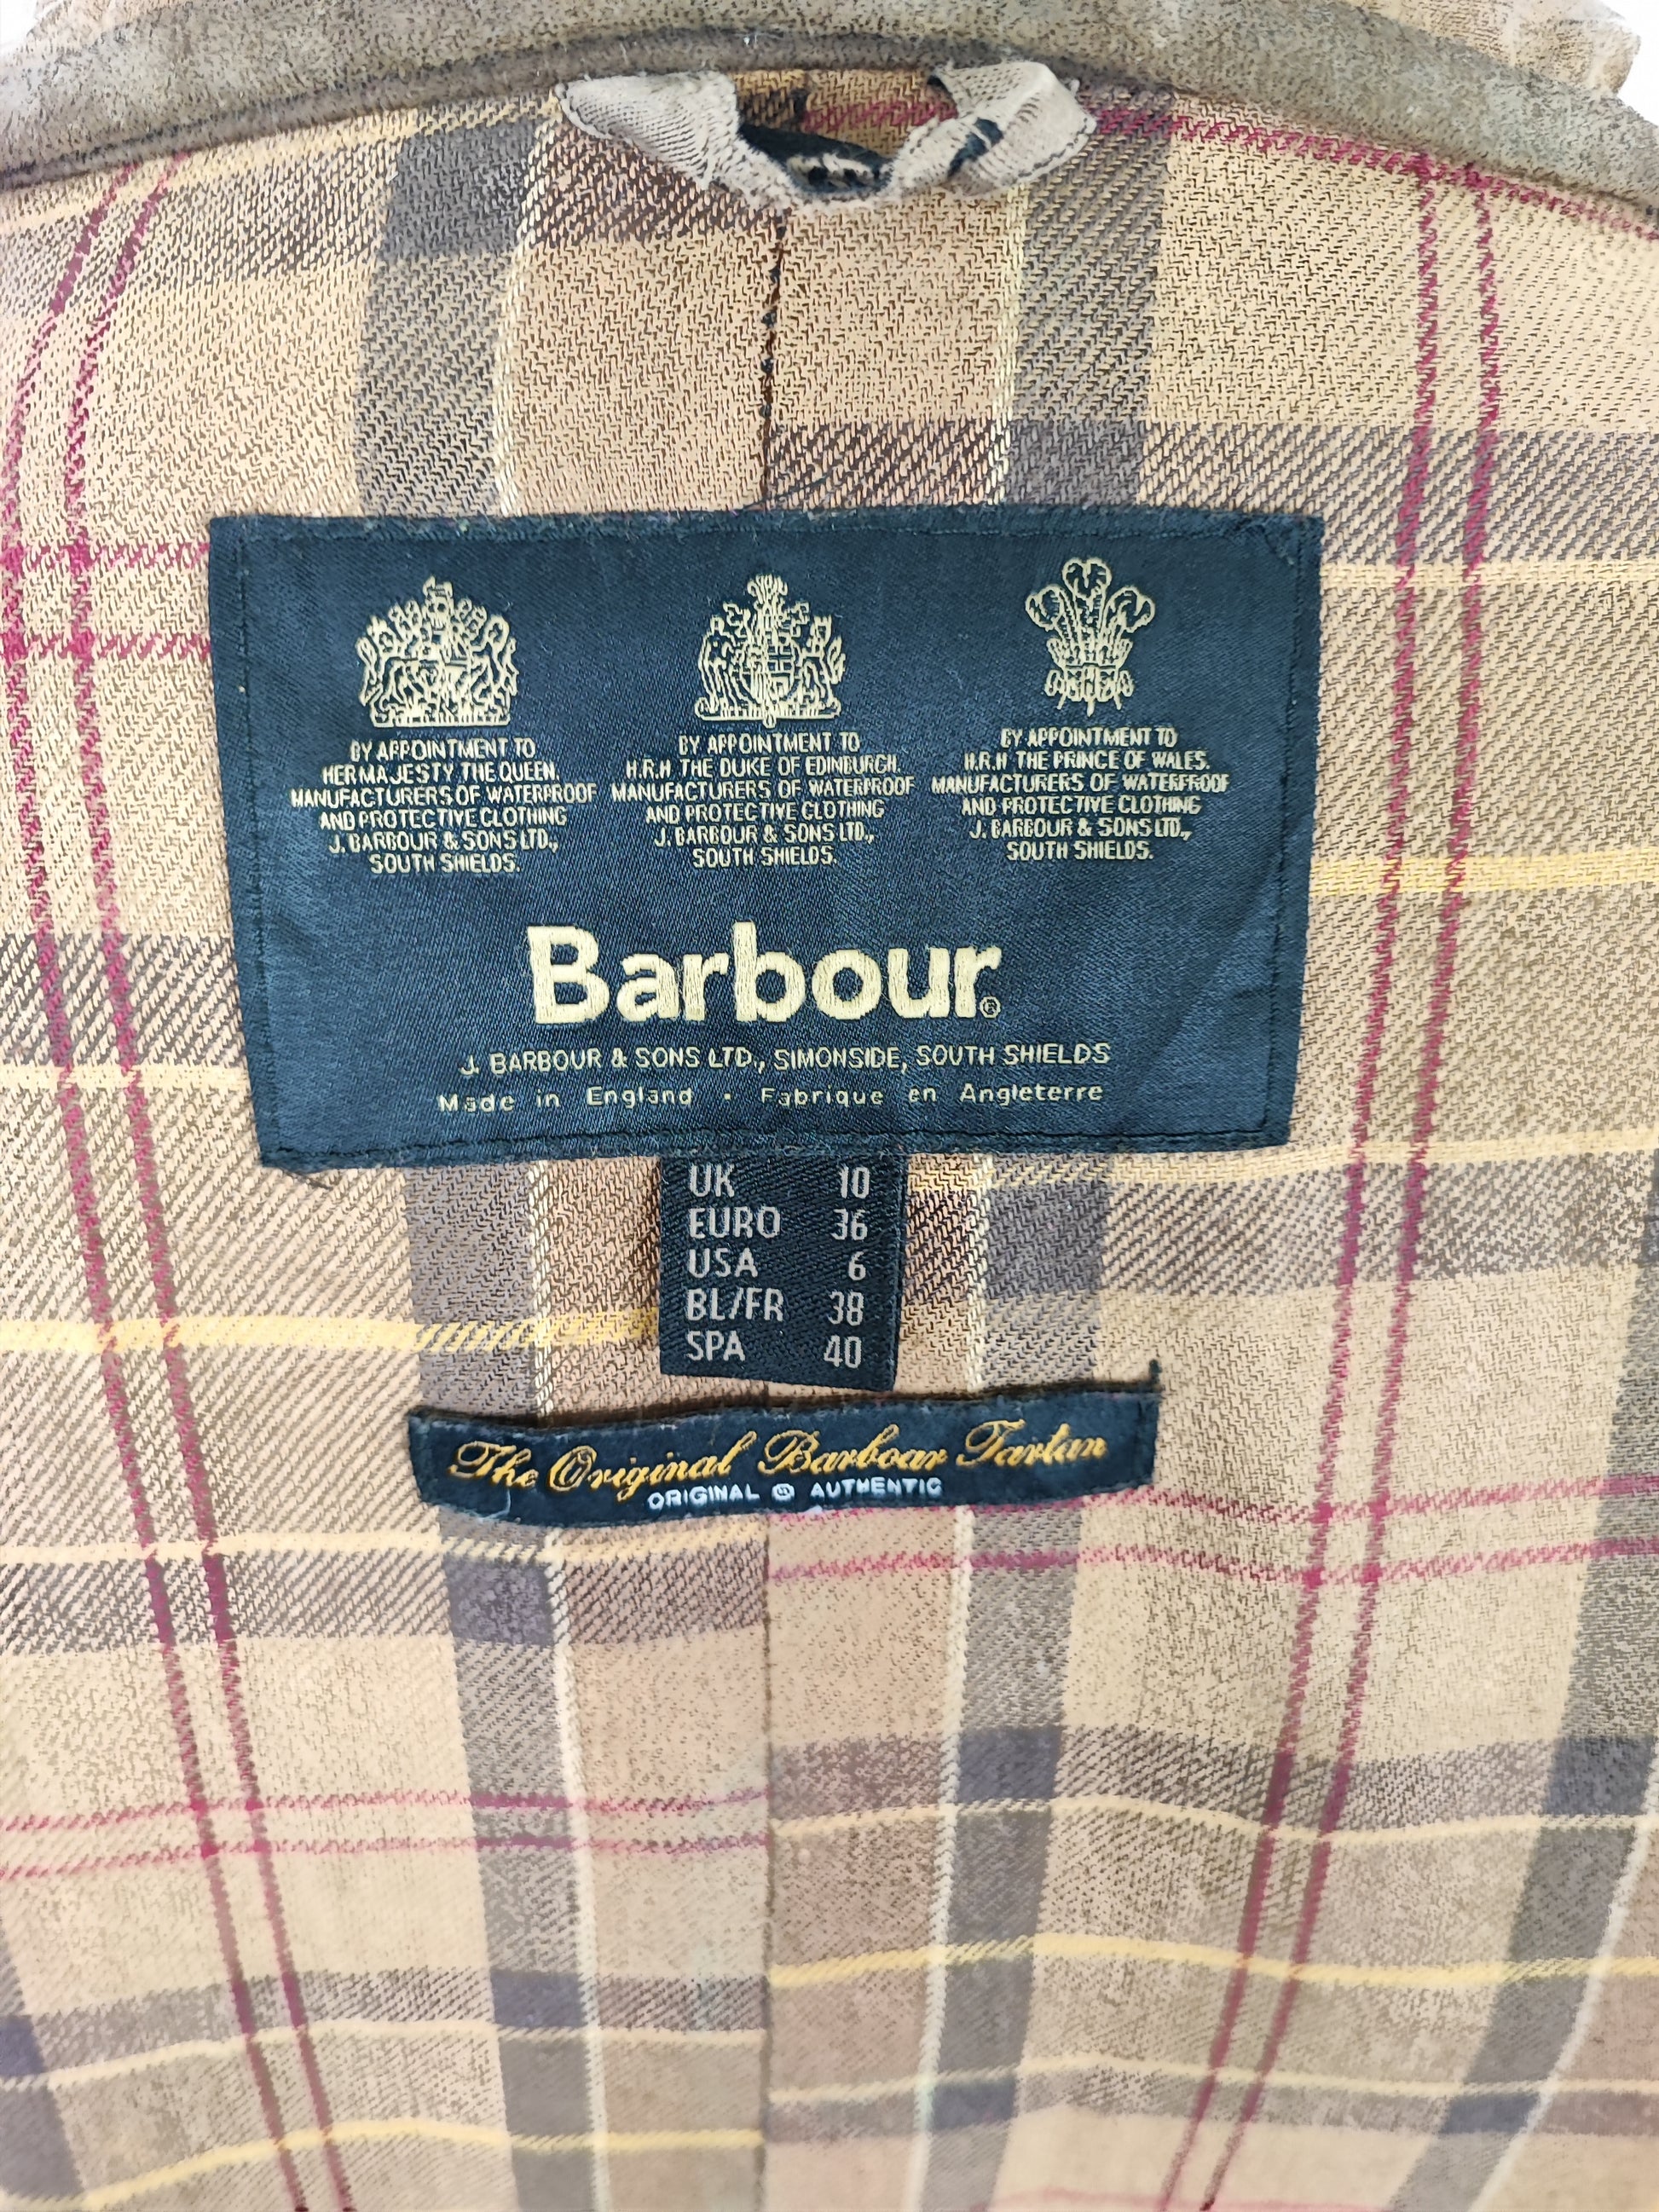 BY APPOINTMENT TO
HER MAJESTY THE QUEEN.
MANUFACTURERS OF WATERPROOF
AND PROTECTIVE CLOTHING
J. BARBOUR & SONS LTD.,
SOUTH SHIELDS.
BY APPOINTMENT TO
H.R.H THE DUKE OF EDINBURGH.
MANUFACTURERS OF WATERPROOF
AND PROTECTIVE CLOTHING
J. BARBOUR & SONS LTD.,
SOUTH SHIELDS.
BY APPOINTMENT TO
H.R.H THE PRINCE OF WALES.
MANUFACTURERS OF WATERPROOF
AND PROTECTIVE CLOTHING
J. BARBOUR & SONS LTD.,
SOUTH SHIELDS.
Barbour®
J. BARBOUR & SONS LTD., SIMONSIDE, SOUTH SHIELDS
Made in England • Fabrique en Angleterre
UK 10
EURO 36
USA 6
BL/FR 38
SPA 40
The Original Barbour Tartan
ORIGINAL @ AUTHENTIC